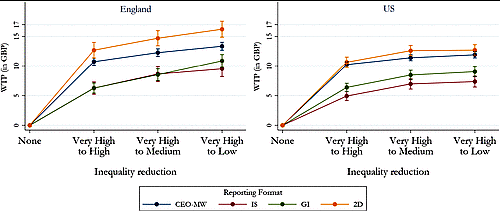 England
US
WTP (in GBP)
17
15
10
5
0
None
Very High to High
Very High to Medium
Very High to Low
Inequality reduction
WTP (in GBP)
17
15
10
5
0
None
Very High to High
Very High to Medium
Very High to Low
Inequality reduction
Reporting Format
CEO-MW
IS
G1
2D